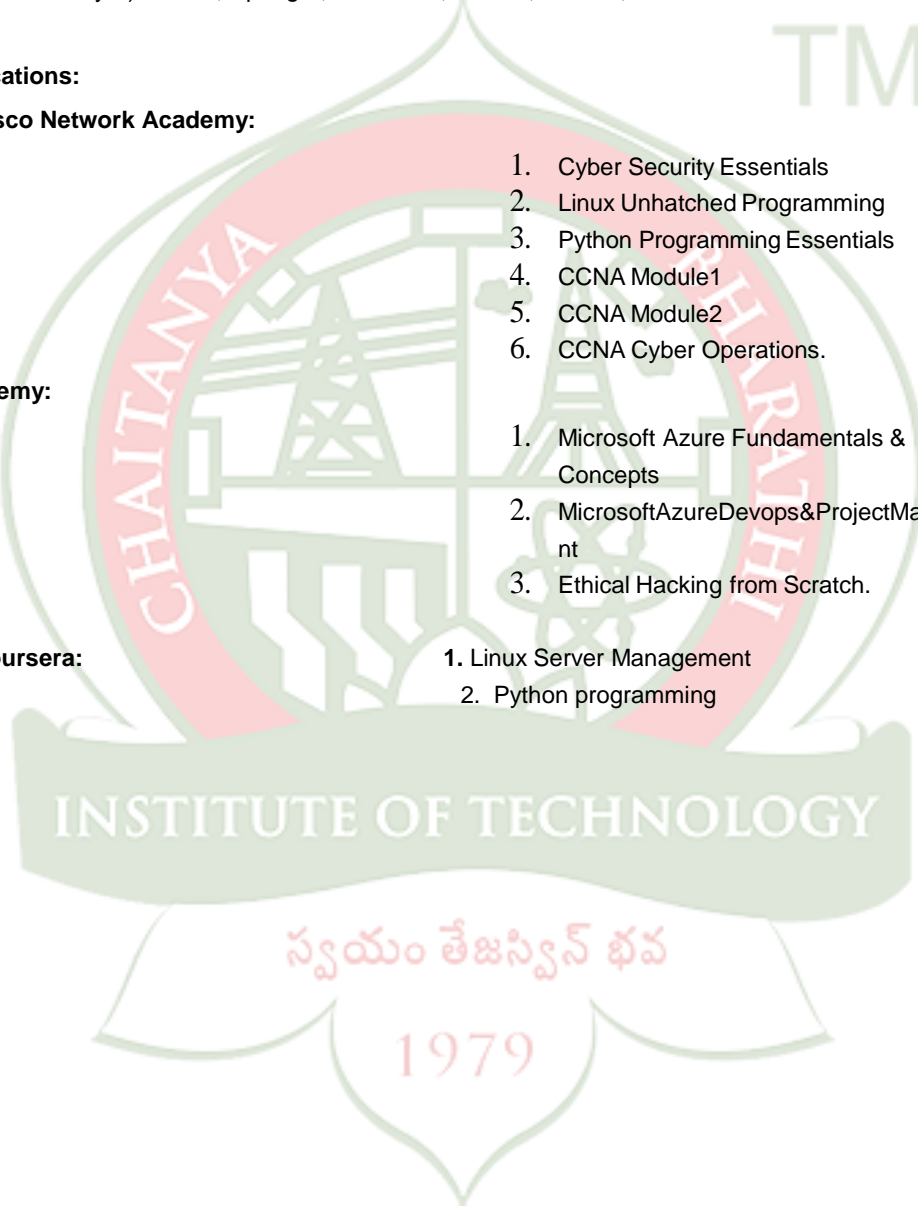 cations:
sco Network Academy:
1. Cyber Security Essentials
2. Linux Unhatched Programming
3. Python Programming Essentials
4. CCNA Module1
5. CCNA Module2
6. CCNA Cyber Operations.
emy:
1. Microsoft Azure Fundamentals &
Concepts
2. MicrosoftAzureDevops&ProjectMa
nt
3. Ethical Hacking from Scratch.
ursera:
1. Linux Server Management
2. Python programming
TM
CHAITANYA BHARATHI
INSTITUTE OF TECHNOLOGY
స్వయం తేజస్విన్ భవ
1979